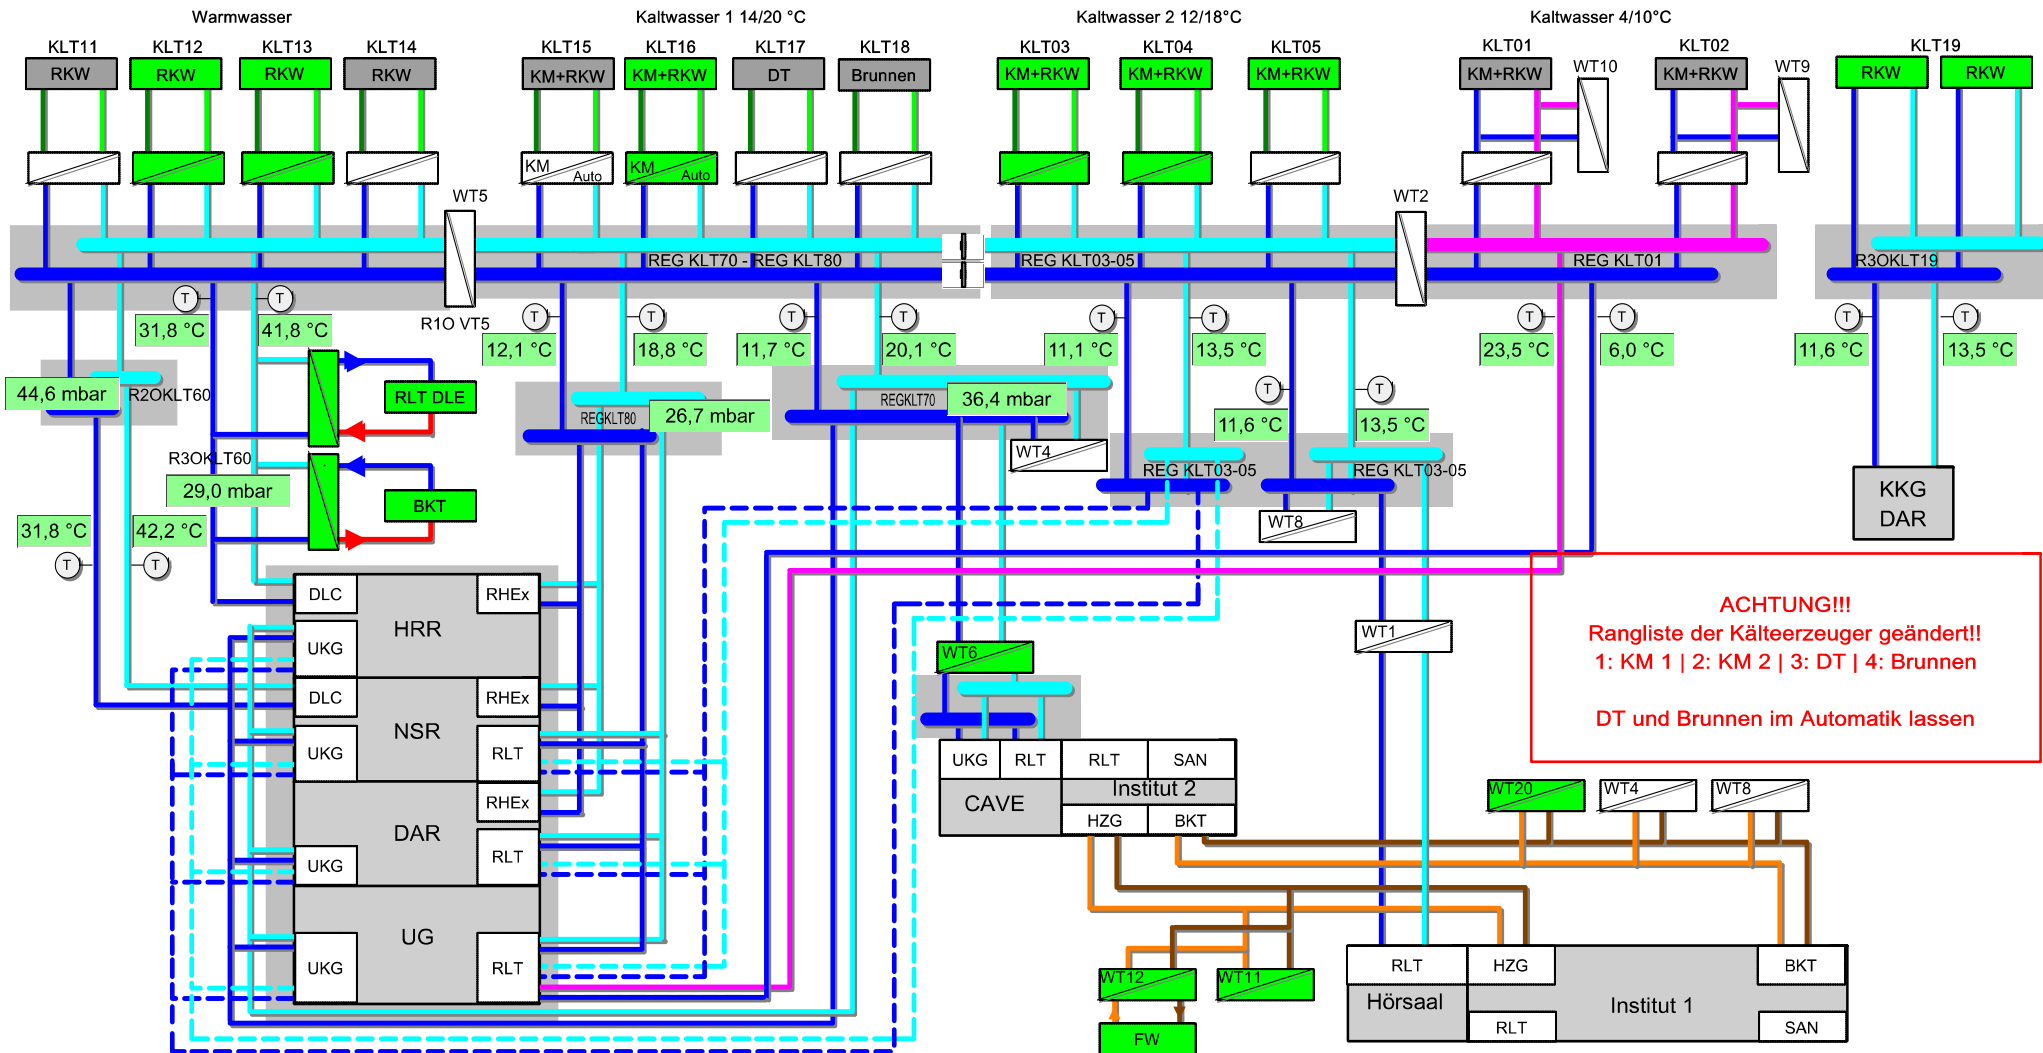 Warmwasser
Kaltwasser 1 14/20 °C
Kaltwasser 2 12/18°C
Kaltwasser 4/10°C
KLT11
KLT12
KLT13
KLT14
KLT15
KLT16
KLT17
KLT18
KLT03
KLT04
KLT05
KLT01
KLT02
KLT19
RKW
RKW
RKW
RKW
KM+RKW
KM+RKW
DT
Brunnen
KM+RKW
KM+RKW
KM+RKW
KM+RKW
WT10
KM+RKW
WT9
RKW
RKW
KM
Auto
KM
Auto
WT5
WT2
REG KLT70 - REG KLT80
REG KLT03-05
REG KLT01
R3OKLT19
R1O VT5
T
T
T
T
T
T
T
T
T
T
T
T
31,8 °C
41,8 °C
12,1 °C
18,8 °C
11,7 °C
20,1 °C
11,1 °C
13,5 °C
23,5 °C
6,0 °C
11,6 °C
13,5 °C
44,6 mbar
R2OKLT60
RLT DLE
REGKLT80
26,7 mbar
REGKLT70
36,4 mbar
T
T
11,6 °C
13,5 °C
WT4
REG KLT03-05
REG KLT03-05
R3OKLT60
29,0 mbar
BKT
WT8
KKG
DAR
31,8 °C
42,2 °C
T
T
DLC
RHEx
HRR
UKG
DLC
RHEx
NSR
UKG
RLT
RHEx
DAR
UKG
RLT
UG
UKG
RLT
WT6
WT1
ACHTUNG!!!
Rangliste der Kälteerzeuger geändert!!
1: KM 1 | 2: KM 2 | 3: DT | 4: Brunnen
DT und Brunnen im Automatik lassen
UKG
RLT
RLT
SAN
CAVE
Institut 2
HZG
BKT
WT20
WT4
WT8
WT12
WT11
FW
RLT
HZG
BKT
Hörsaal
Institut 1
RLT
SAN